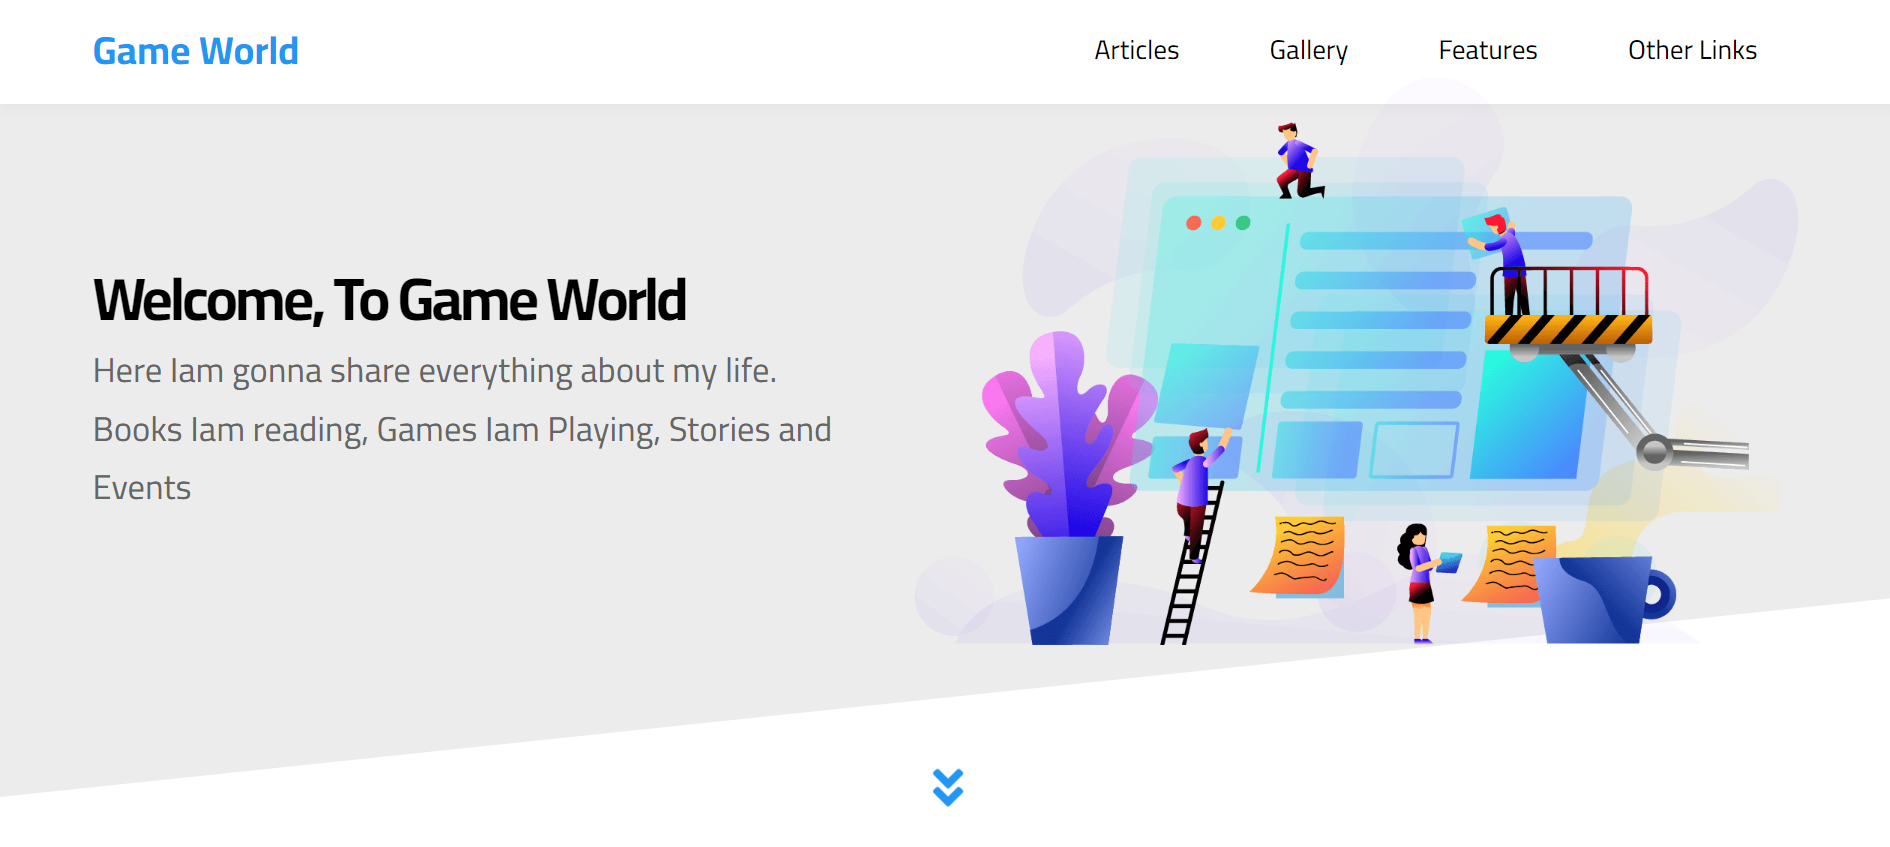 Game World
Articles
Gallery
Features
Other Links
Welcome, To Game World
Here Iam gonna share everything about my life.
Books Iam reading, Games Iam Playing, Stories and
Events